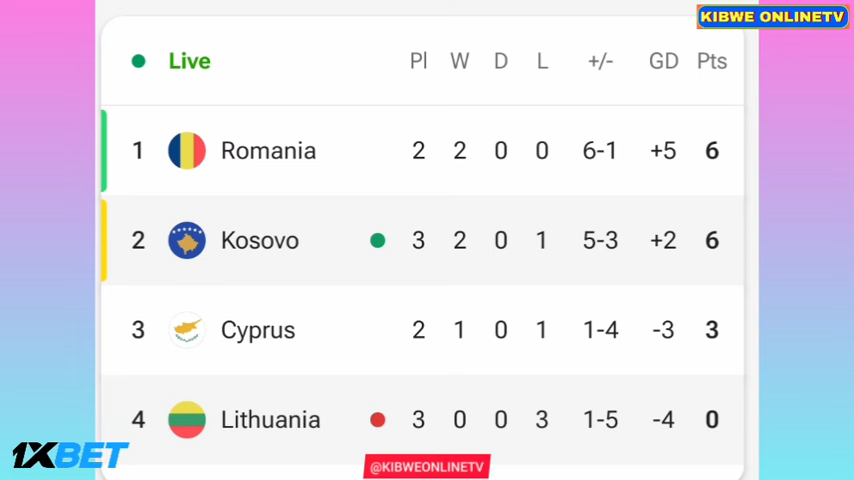 KIBWE ONLINETV
Live Pl W D L +/- GD Pts
1 Romania 2 2 0 0 6-1 +5 6
2 Kosovo 3 2 0 1 5-3 +2 6
3 Cyprus 2 1 0 1 1-4 -3 3
4 Lithuania 3 0 0 3 1-5 -4 0
1XBET
@KIBWEONLINETV